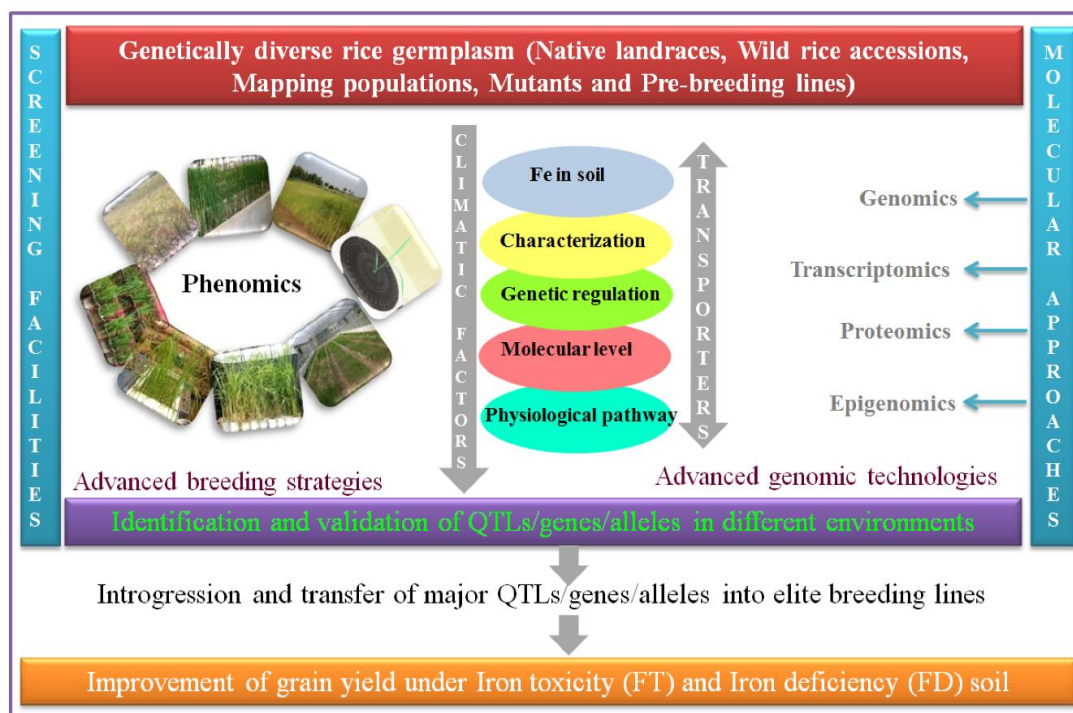 Genetically diverse rice germplasm (Native landraces, Wild rice accessions,
Mapping populations, Mutants and Pre-breeding lines)
SCREENING FACILITIES
Phenomics
CLIMATIC FACTORS
Fe in soil
Characterization
Genetic regulation
Molecular level
Physiological pathway
TRANSPORTERS
Genomics
Transcriptomics
Proteomics
Epigenomics
MOLECULAR APPROACHES
Advanced breeding strategies
Advanced genomic technologies
Identification and validation of QTLs/genes/alleles in different environments
Introgression and transfer of major QTLs/genes/alleles into elite breeding lines
Improvement of grain yield under Iron toxicity (FT) and Iron deficiency (FD) soil